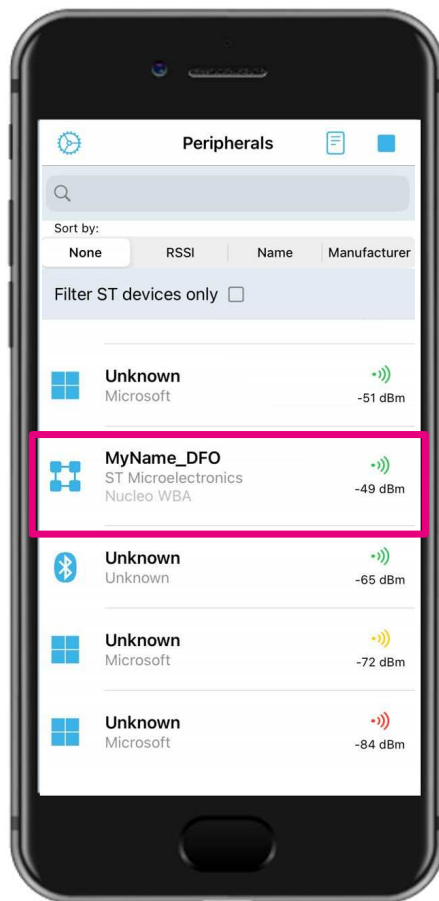 Peripherals
Sort by:
None RSSI Name Manufacturer
Filter ST devices only
Unknown
Microsoft
-51 dBm
MyName_DFO
ST Microelectronics
Nucleo WBA
-49 dBm
Unknown
Unknown
-65 dBm
Unknown
Microsoft
-72 dBm
Unknown
Microsoft
-84 dBm